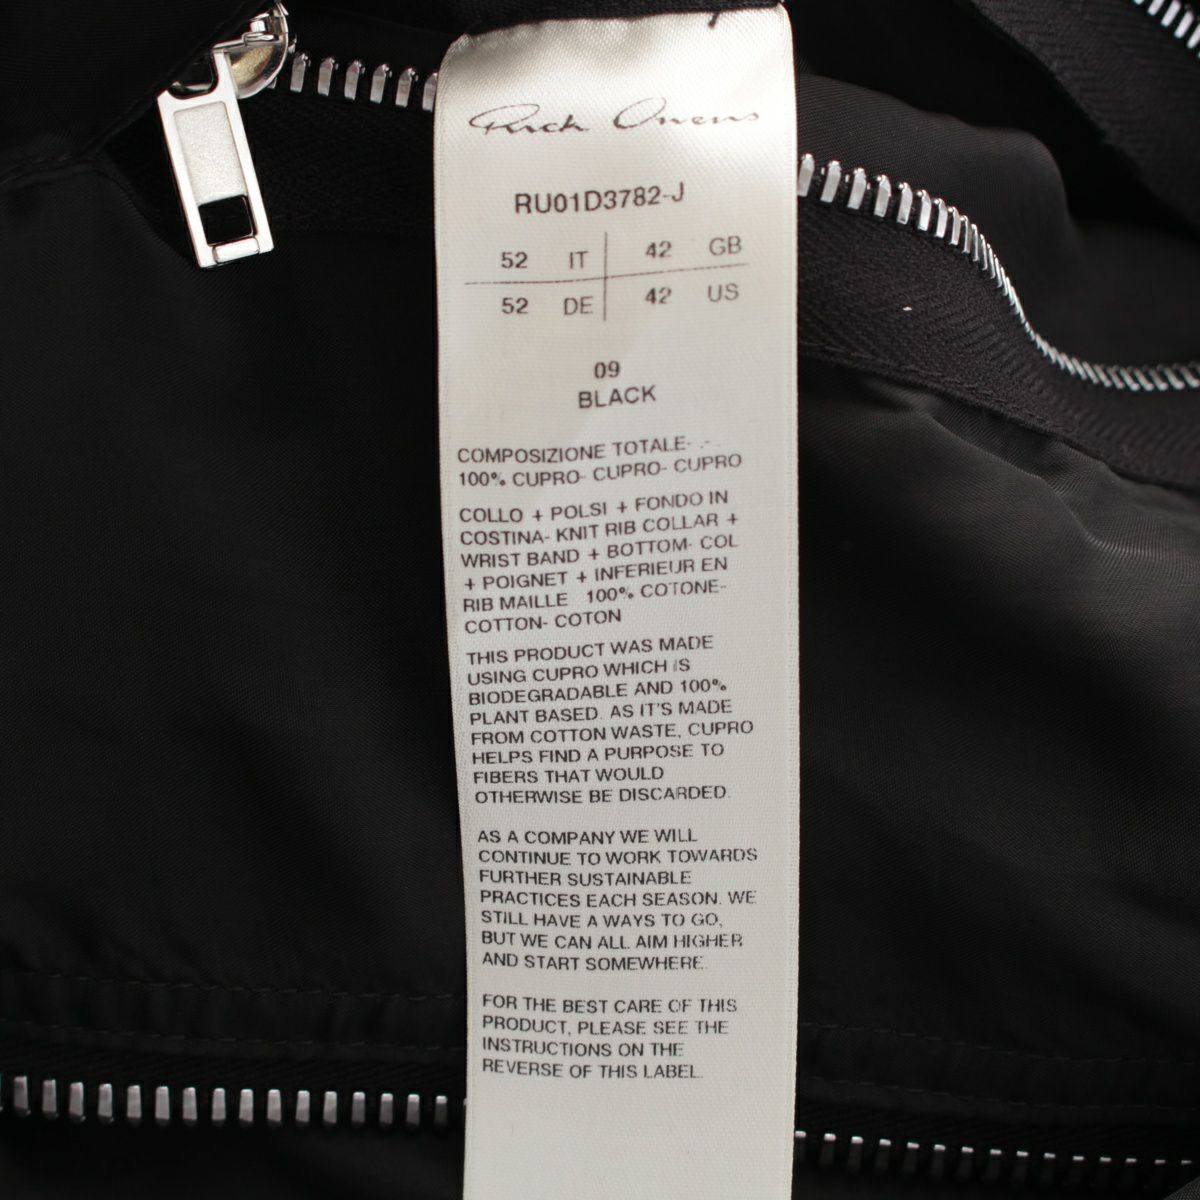 Rick Owens
RU01D3782-J
52 IT 42 GB
52 DE 42 US
09
BLACK
COMPOSIZIONE TOTALE- - -
100% CUPRO- CUPRO- CUPRO
COLLO + POLSI + FONDO IN
COSTINA- KNIT RIB COLLAR +
WRIST BAND + BOTTOM- COL
+ POIGNET + INFERIEUR EN
RIB MAILLE 100% COTONE-
COTTON- COTON
THIS PRODUCT WAS MADE
USING CUPRO WHICH IS
BIODEGRADABLE AND 100%
PLANT BASED. AS IT'S MADE
FROM COTTON WASTE, CUPRO
HELPS FIND A PURPOSE TO
FIBERS THAT WOULD
OTHERWISE BE DISCARDED.
AS A COMPANY WE WILL
CONTINUE TO WORK TOWARDS
FURTHER SUSTAINABLE
PRACTICES EACH SEASON. WE
STILL HAVE A WAYS TO GO,
BUT WE CAN ALL AIM HIGHER
AND START SOMEWHERE.
FOR THE BEST CARE OF THIS
PRODUCT, PLEASE SEE THE
INSTRUCTIONS ON THE
REVERSE OF THIS LABEL.